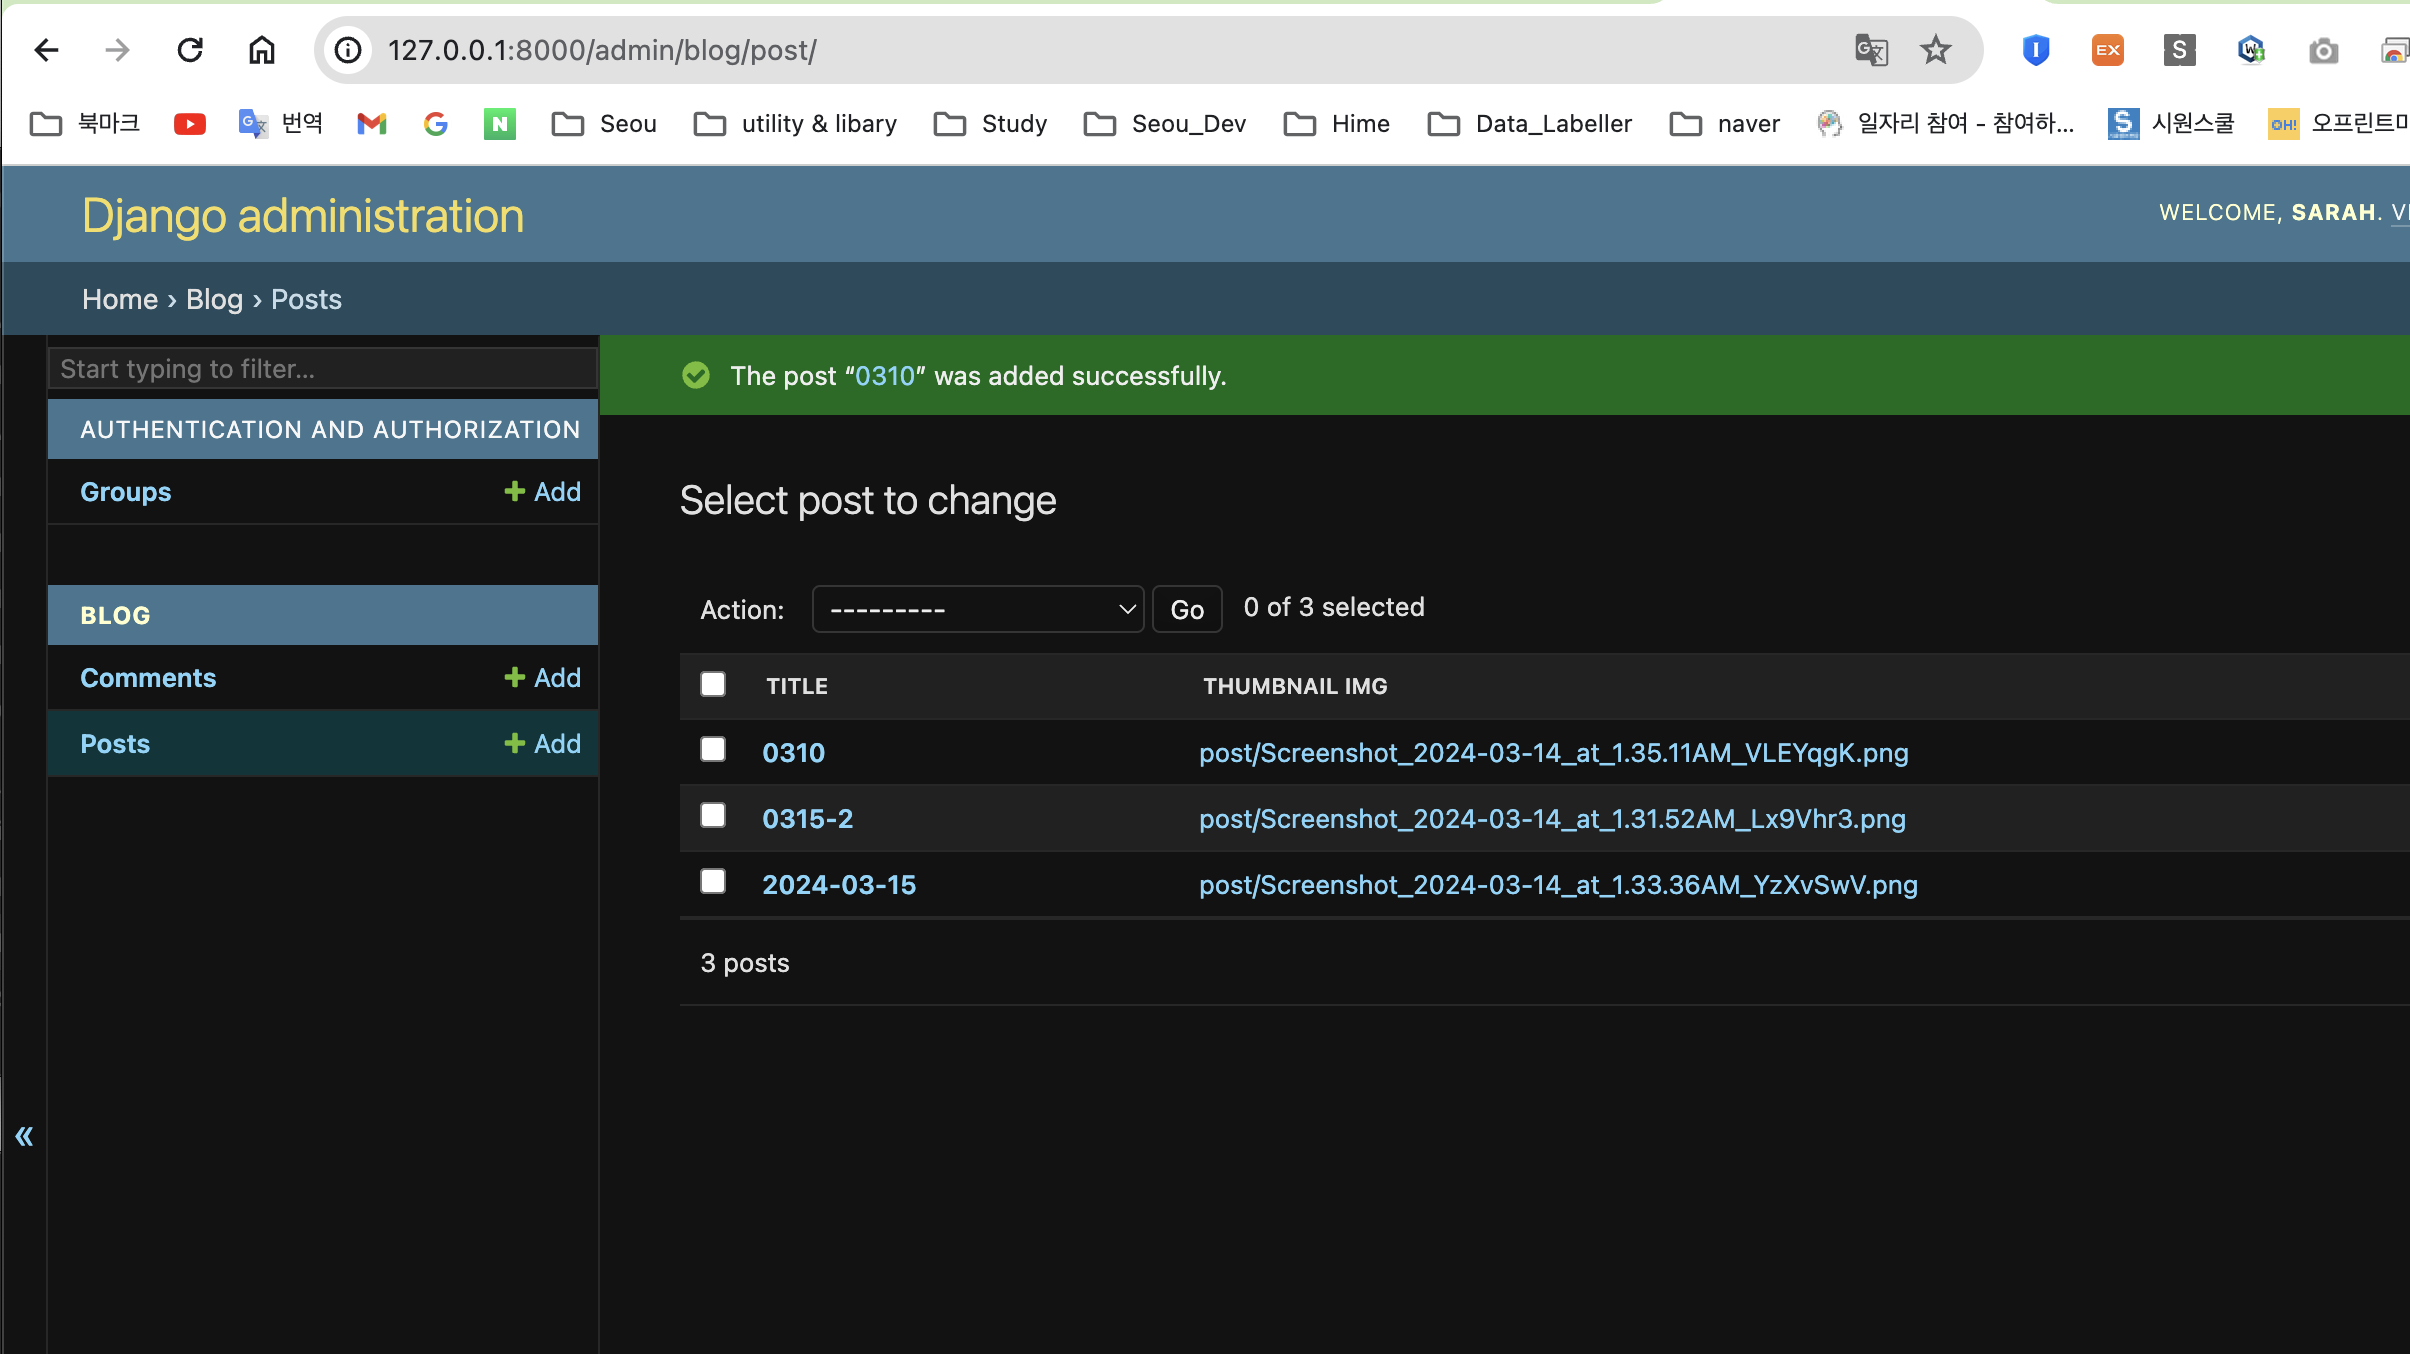 127.0.0.1:8000/admin/blog/post/
EX
S
북마크
번역
N
Seou
utility & libary
Study
Seou_Dev
Hime
Data_Labeller
naver
일자리 참여 - 참여하...
S
시원스쿨
OH!
오프린트미
Django administration
WELCOME, SARAH. VI
Home › Blog › Posts
Start typing to filter...
The post “0310” was added successfully.
AUTHENTICATION AND AUTHORIZATION
Groups
Add
Select post to change
Action:
---------
Go
0 of 3 selected
BLOG
Comments
Add
Posts
Add
TITLE
THUMBNAIL IMG
0310
post/Screenshot_2024-03-14_at_1.35.11AM_VLEYqgK.png
0315-2
post/Screenshot_2024-03-14_at_1.31.52AM_Lx9Vhr3.png
2024-03-15
post/Screenshot_2024-03-14_at_1.33.36AM_YzXvSwV.png
3 posts
«